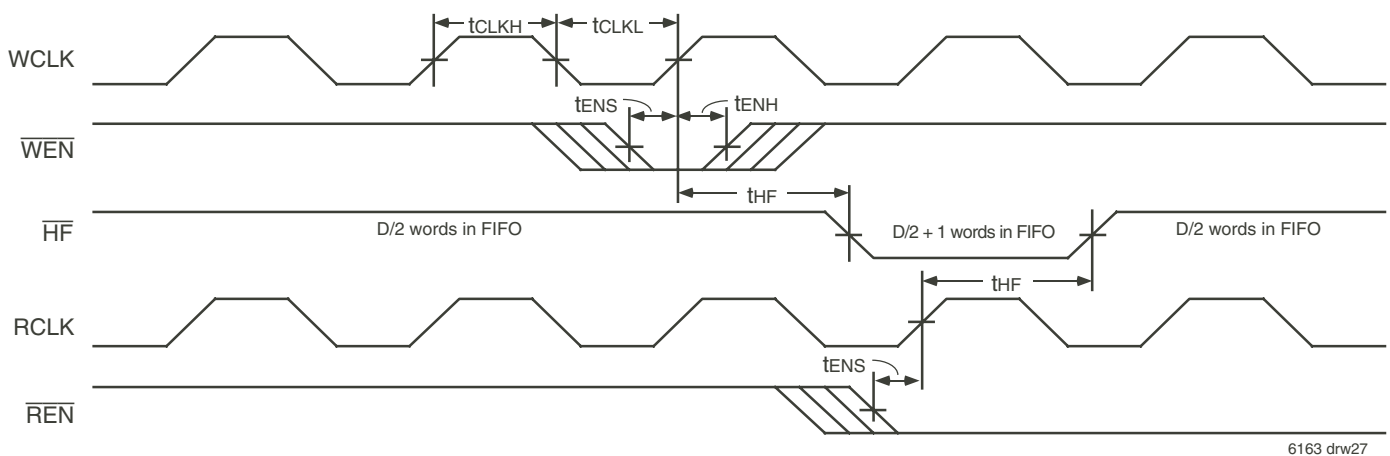 tCLKH
tCLKL
WCLK
tENS
tENH
WEN
tHF
HF
D/2 words in FIFO
D/2 + 1 words in FIFO
D/2 words in FIFO
tHF
RCLK
tENS
REN
6163 drw27